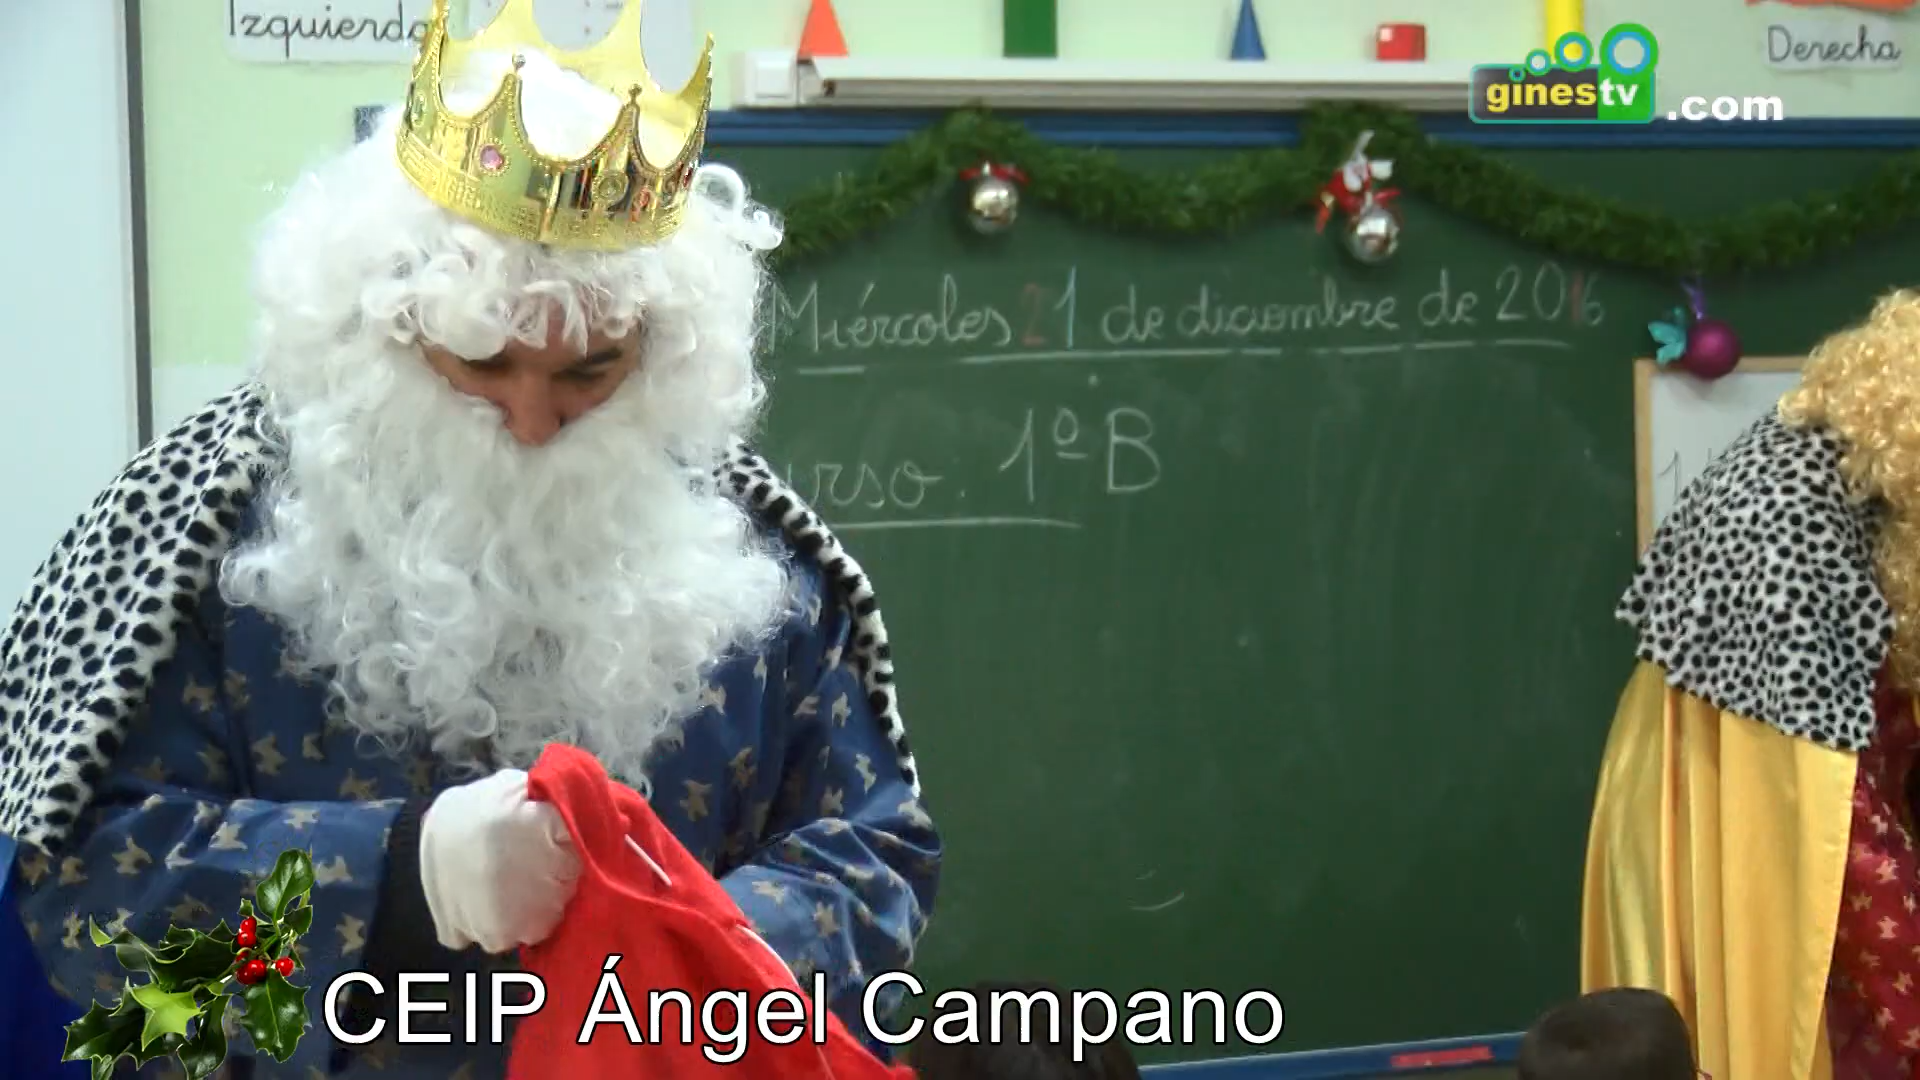 Izquierda
Derecha
ginestv.com
Miércoles 21 de diciembre de 2016
urso. 1º B
CEIP Ángel Campano